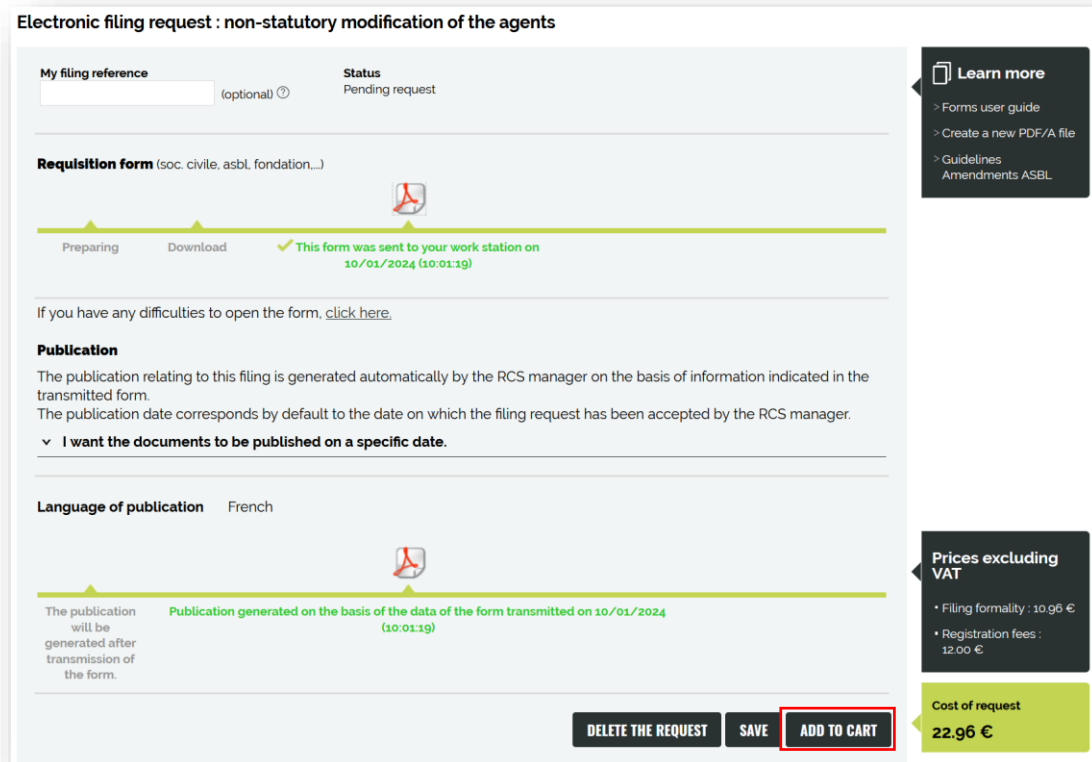 Electronic filing request : non-statutory modification of the agents
My filing reference
(optional) ?
Status
Pending request
Requisition form (soc. civile, asbl, fondation,...)
Preparing
Download
This form was sent to your work station on
10/01/2024 (10:01:19)
If you have any difficulties to open the form, click here.
Publication
The publication relating to this filing is generated automatically by the RCS manager on the basis of information indicated in the
transmitted form.
The publication date corresponds by default to the date on which the filing request has been accepted by the RCS manager.
I want the documents to be published on a specific date.
Language of publication French
The publication
will be
generated after
transmission of
the form.
Publication generated on the basis of the data of the form transmitted on 10/01/2024
(10:01:19)
DELETE THE REQUEST
SAVE
ADD TO CART
Learn more
> Forms user guide
> Create a new PDF/A file
> Guidelines
Amendments ASBL
Prices excluding
VAT
• Filing formality : 10.96 €
• Registration fees :
12.00 €
Cost of request
22.96 €